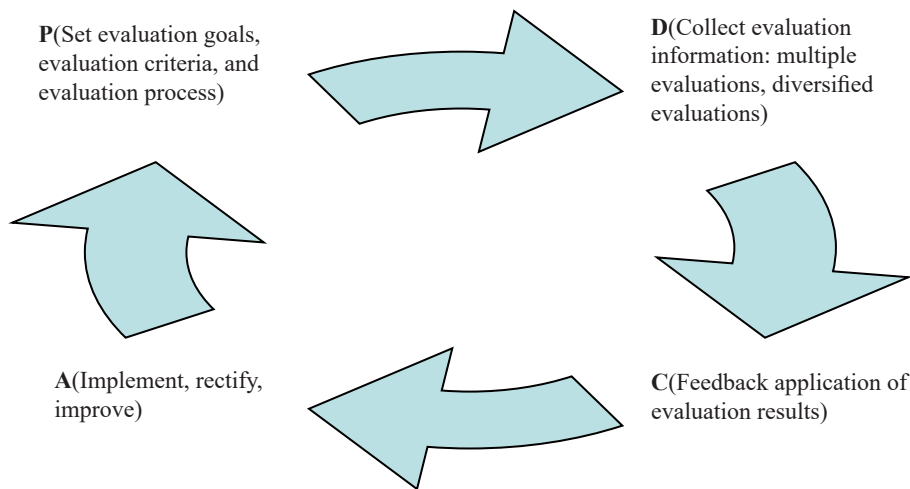 P(Set evaluation goals,
evaluation criteria, and
evaluation process)
D(Collect evaluation
information: multiple
evaluations, diversified
evaluations)
A(Implement, rectify,
improve)
C(Feedback application of
evaluation results)